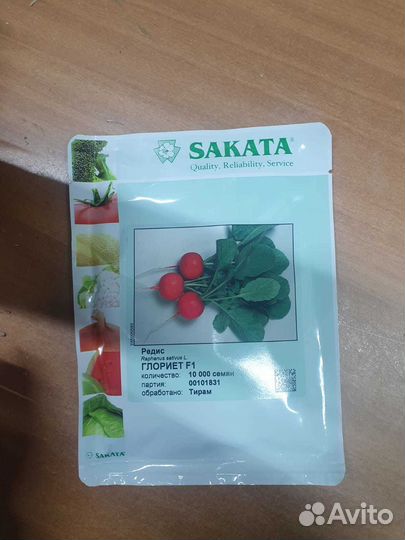 SAKATA®
Quality, Reliability, Service
Редис
Raphanus sativus L.
ГЛОРИЕТ F1
количество: 10 000 семян
партия: 00101831
обработано: Тирам
SAKATA
Avito